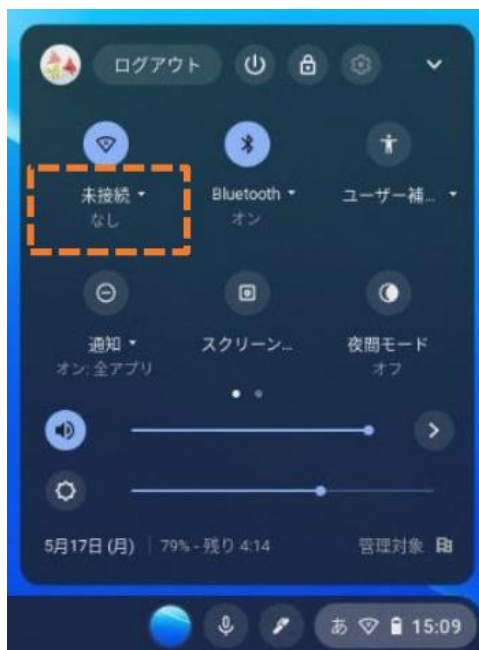 ログアウト
未接続 Bluetooth ユーザー補...
なし オン
通知 スクリーン... 夜間モード
オン: 全アプリ オフ
5月17日 (月) 79% - 残り 4:14 管理対象
あ 15:09